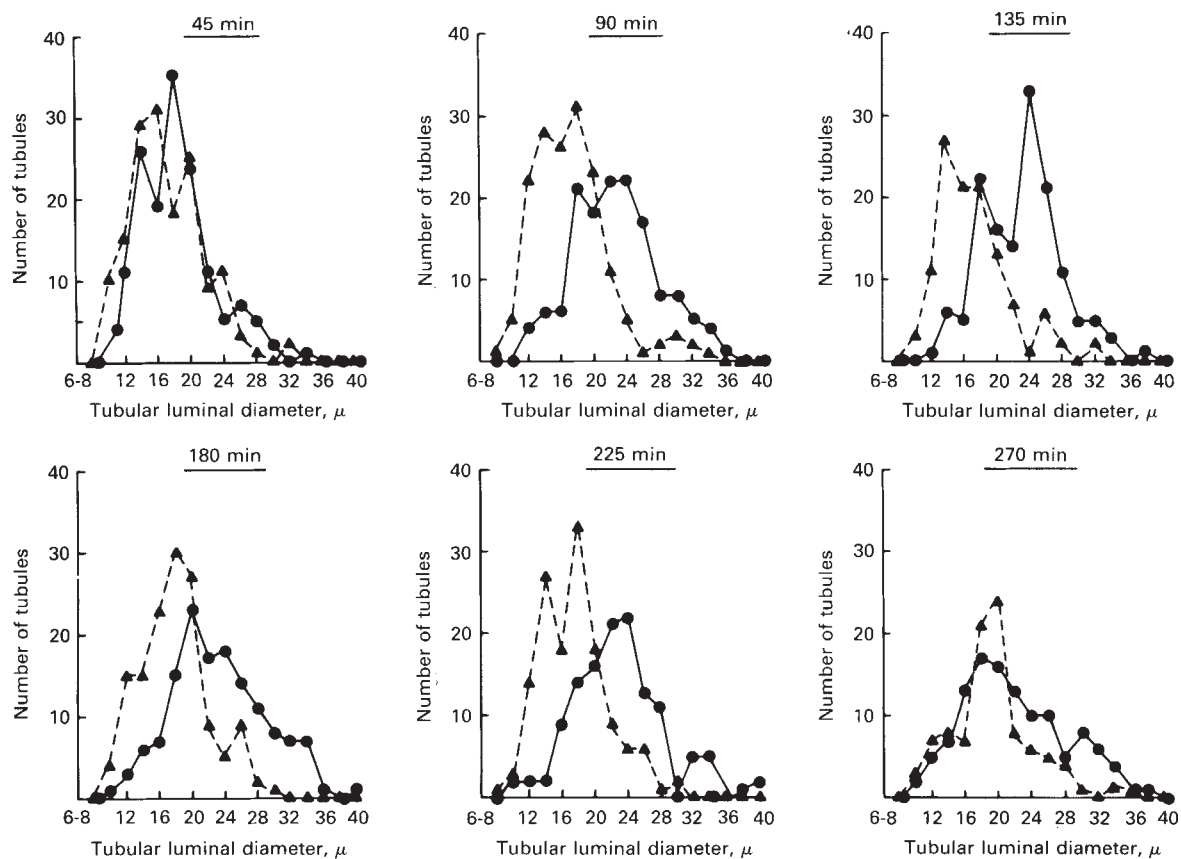 45 min
40
30
20
10
Number of tubules
6-8 12 16 20 24 28 32 36 40
Tubular luminal diameter, μ
90 min
40
30
20
10
Number of tubules
6-8 12 16 20 24 28 32 36 40
Tubular luminal diameter, μ
135 min
40
30
20
10
Number of tubules
6-8 12 16 20 24 28 32 36 40
Tubular luminal diameter, μ
180 min
40
30
20
10
Number of tubules
6-8 12 16 20 24 28 32 36 40
Tubular luminal diameter, μ
225 min
40
30
20
10
Number of tubules
6-8 12 16 20 24 28 32 36 40
Tubular luminal diameter, μ
270 min
40
30
20
10
Number of tubules
6-8 12 16 20 24 28 32 36 40
Tubular luminal diameter, μ